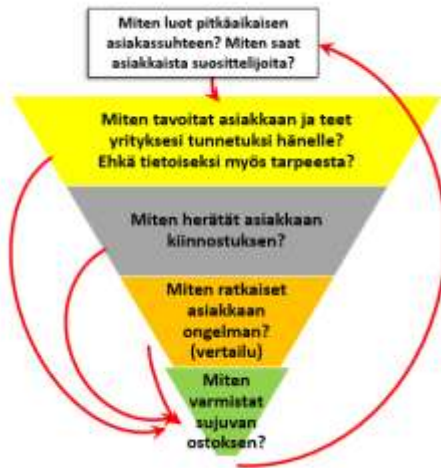 Miten luot pitkäaikaisen
asiakassuhteen? Miten saat
asiakkaista suosittelijoita?
Miten tavoitat asiakkaan ja teet
yrityksesi tunnetuksi hänelle?
Ehkä tietoiseksi myös tarpeesta?
Miten herätät asiakkaan
kiinnostuksen?
Miten ratkaiset
asiakkaan
ongelman?
(vertailu)
Miten
varmistat
sujuvan
ostoksen?